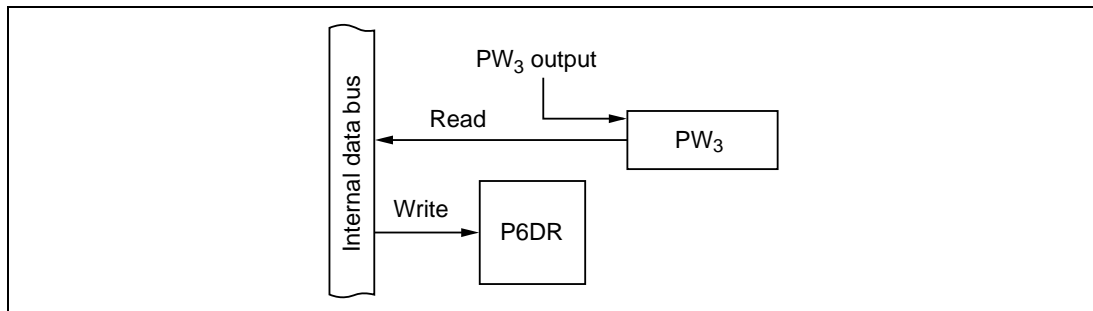 PW₃ output
Internal data bus
Read
PW₃
Write
P6DR